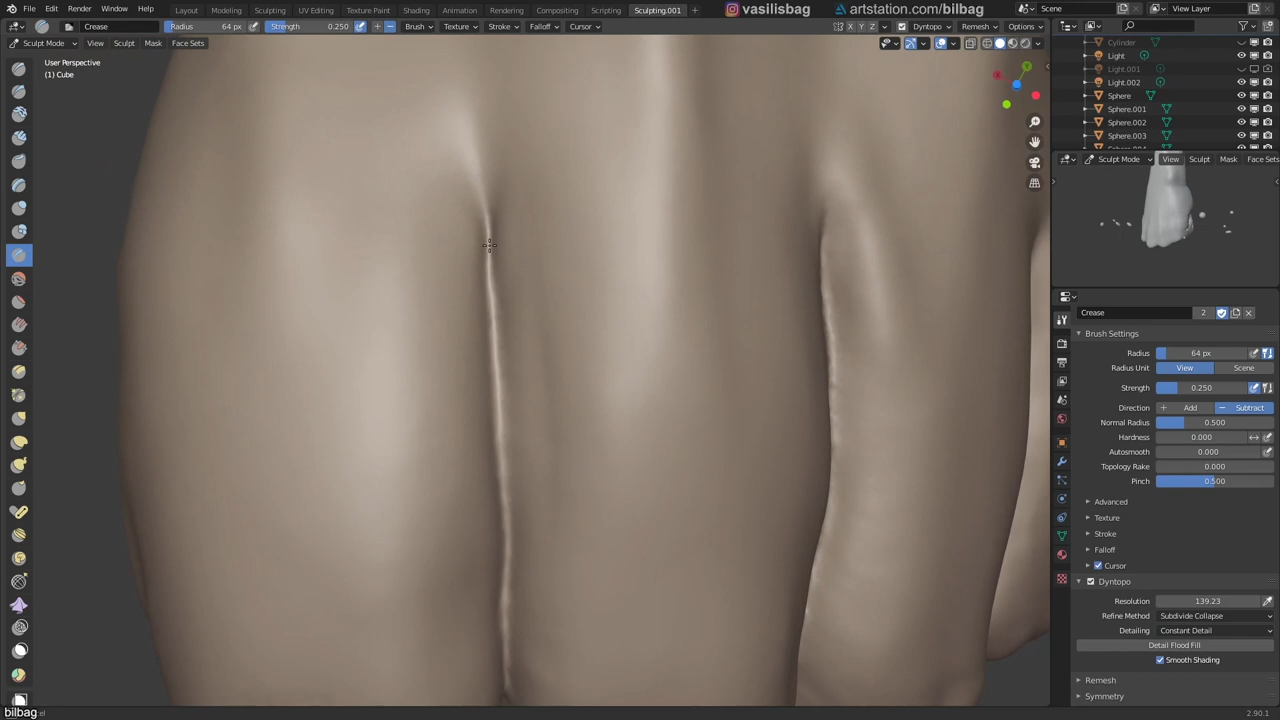 File Edit Render Window Help Layout Modeling Sculpting UV Editing Texture Paint Shading Animation Rendering Compositing Scripting Sculpting.001 vasilisbag artstation.com/bilbag Scene View Layer
Crease Radius 64 px Strength 0.250 Brush Texture Stroke Falloff Cursor X Y Z Dyntopo Remesh Options
Sculpt Mode View Sculpt Mask Face Sets
User Perspective
(1) Cube
Cylinder
Light
Light.001
Light.002
Sphere
Sphere.001
Sphere.002
Sphere.003
Sculpt Mode View Sculpt Mask Face Sets
Crease 2
Brush Settings
Radius 64 px
Radius Unit View Scene
Strength 0.250
Direction + Add − Subtract
Normal Radius 0.500
Hardness 0.000
Autosmooth 0.000
Topology Rake 0.000
Pinch 0.500
Advanced
Texture
Stroke
Falloff
Cursor
Dyntopo
Resolution 139.23
Refine Method Subdivide Collapse
Detailing Constant Detail
Detail Flood Fill
Smooth Shading
Remesh
Symmetry
bilbag 2.90.1